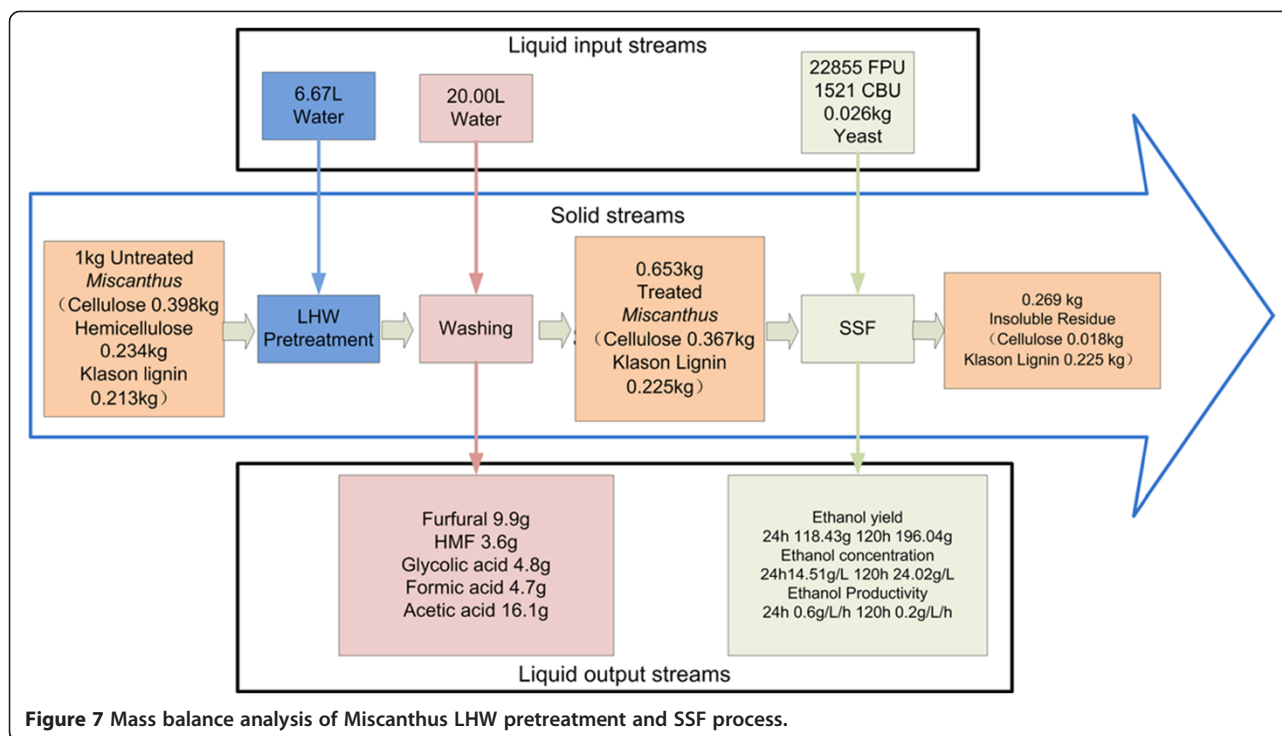 Liquid input streams
6.67L
Water
20.00L
Water
22855 FPU
1521 CBU
0.026kg
Yeast
Solid streams
1kg Untreated
Miscanthus
（Cellulose 0.398kg
Hemicellulose
0.234kg
Klason lignin
0.213kg）
LHW
Pretreatment
Washing
0.653kg
Treated
Miscanthus
（Cellulose 0.367kg
Klason Lignin
0.225kg）
SSF
0.269 kg
Insoluble Residue
（Cellulose 0.018kg
Klason Lignin 0.225 kg）
Furfural 9.9g
HMF 3.6g
Glycolic acid 4.8g
Formic acid 4.7g
Acetic acid 16.1g
Ethanol yield
24h 118.43g 120h 196.04g
Ethanol concentration
24h14.51g/L 120h 24.02g/L
Ethanol Productivity
24h 0.6g/L/h 120h 0.2g/L/h
Liquid output streams
Figure 7 Mass balance analysis of Miscanthus LHW pretreatment and SSF process.